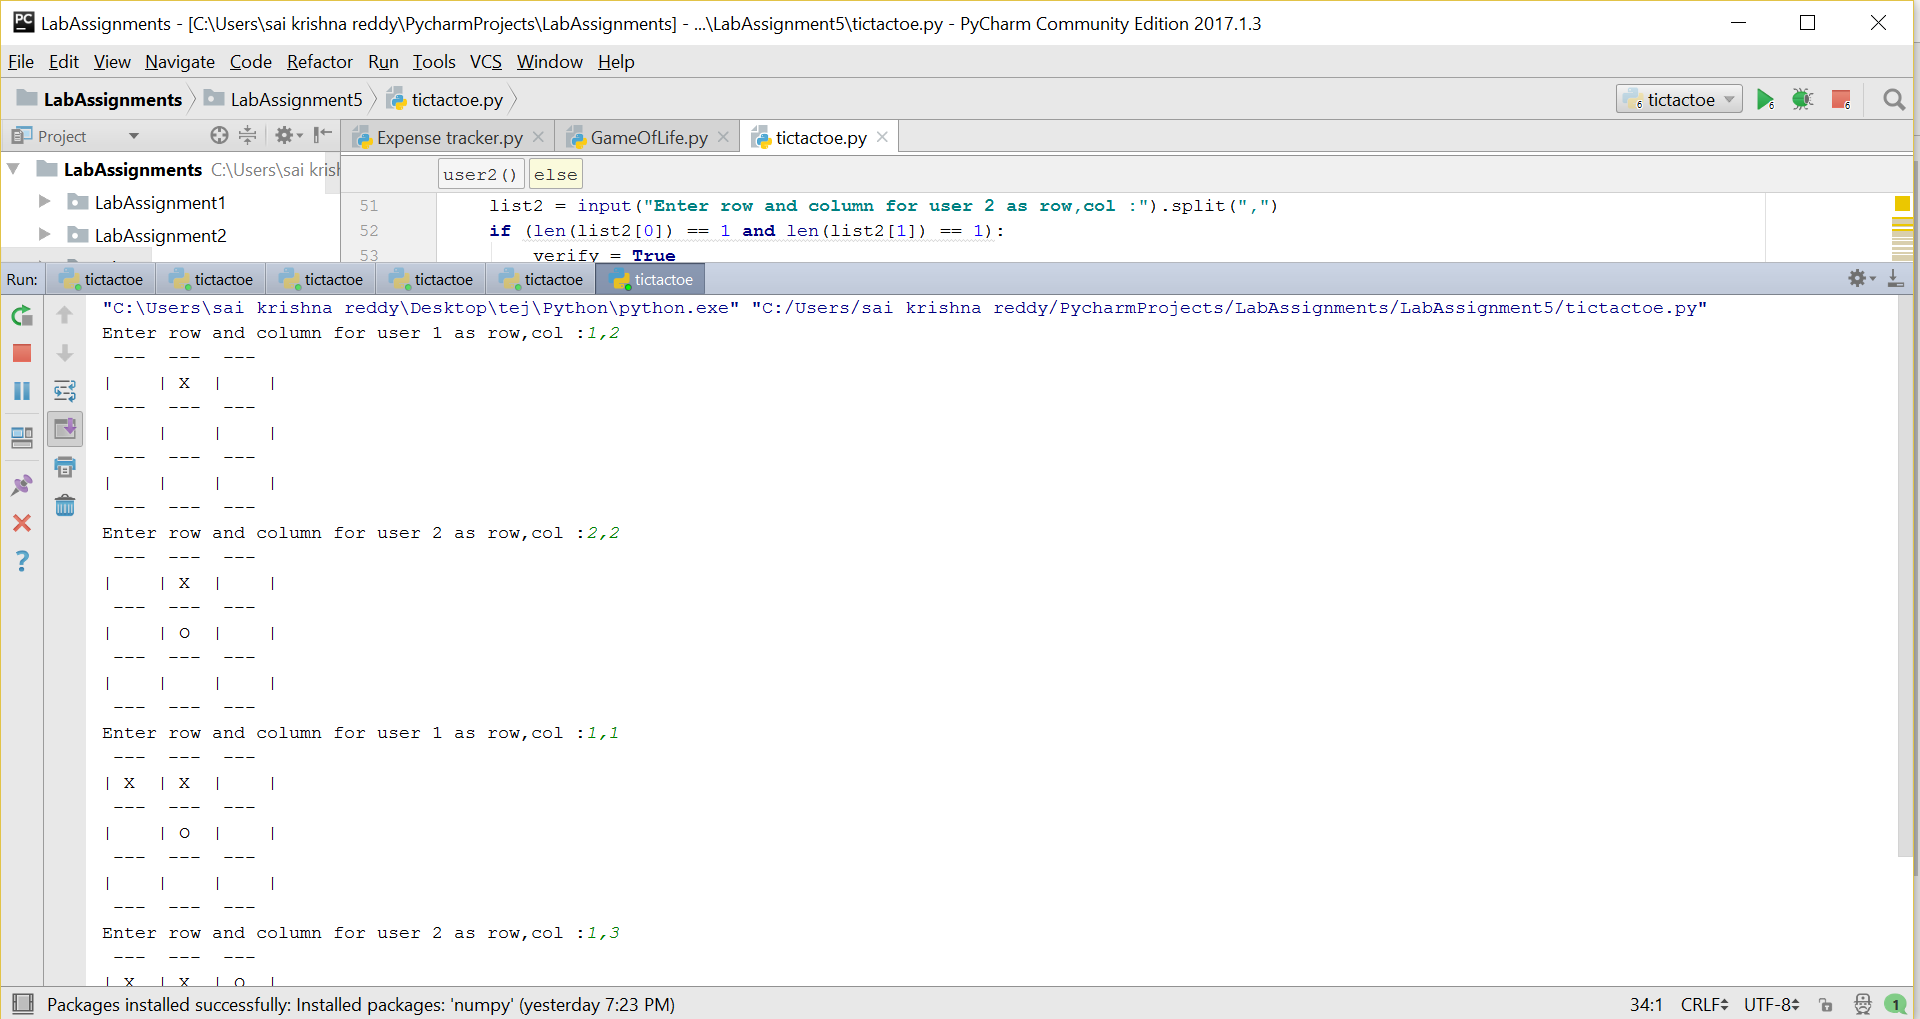 LabAssignments - [C:\Users\sai krishna reddy\PycharmProjects\LabAssignments] - ...\LabAssignment5\tictactoe.py - PyCharm Community Edition 2017.1.3
File Edit View Navigate Code Refactor Run Tools VCS Window Help
LabAssignments LabAssignment5 tictactoe.py tictactoe
Project Expense tracker.py GameOfLife.py tictactoe.py
LabAssignments C:\Users\sai krish
LabAssignment1
LabAssignment2
user2() else
51 list2 = input("Enter row and column for user 2 as row,col :").split(",")
52 if (len(list2[0]) == 1 and len(list2[1]) == 1):
53 verify = True
Run: tictactoe tictactoe tictactoe tictactoe tictactoe tictactoe
"C:\Users\sai krishna reddy\Desktop\tej\Python\python.exe" "C:/Users/sai krishna reddy/PycharmProjects/LabAssignments/LabAssignment5/tictactoe.py"
Enter row and column for user 1 as row,col :1,2
 ---  ---  ---
|    | X  |    |
 ---  ---  ---
|    |    |    |
 ---  ---  ---
|    |    |    |
 ---  ---  ---
Enter row and column for user 2 as row,col :2,2
 ---  ---  ---
|    | X  |    |
 ---  ---  ---
|    | O  |    |
 ---  ---  ---
|    |    |    |
 ---  ---  ---
Enter row and column for user 1 as row,col :1,1
 ---  ---  ---
| X  | X  |    |
 ---  ---  ---
|    | O  |    |
 ---  ---  ---
|    |    |    |
 ---  ---  ---
Enter row and column for user 2 as row,col :1,3
 ---  ---  ---
| X  | X  | O  |
Packages installed successfully: Installed packages: 'numpy' (yesterday 7:23 PM) 34:1 CRLF UTF-8 1